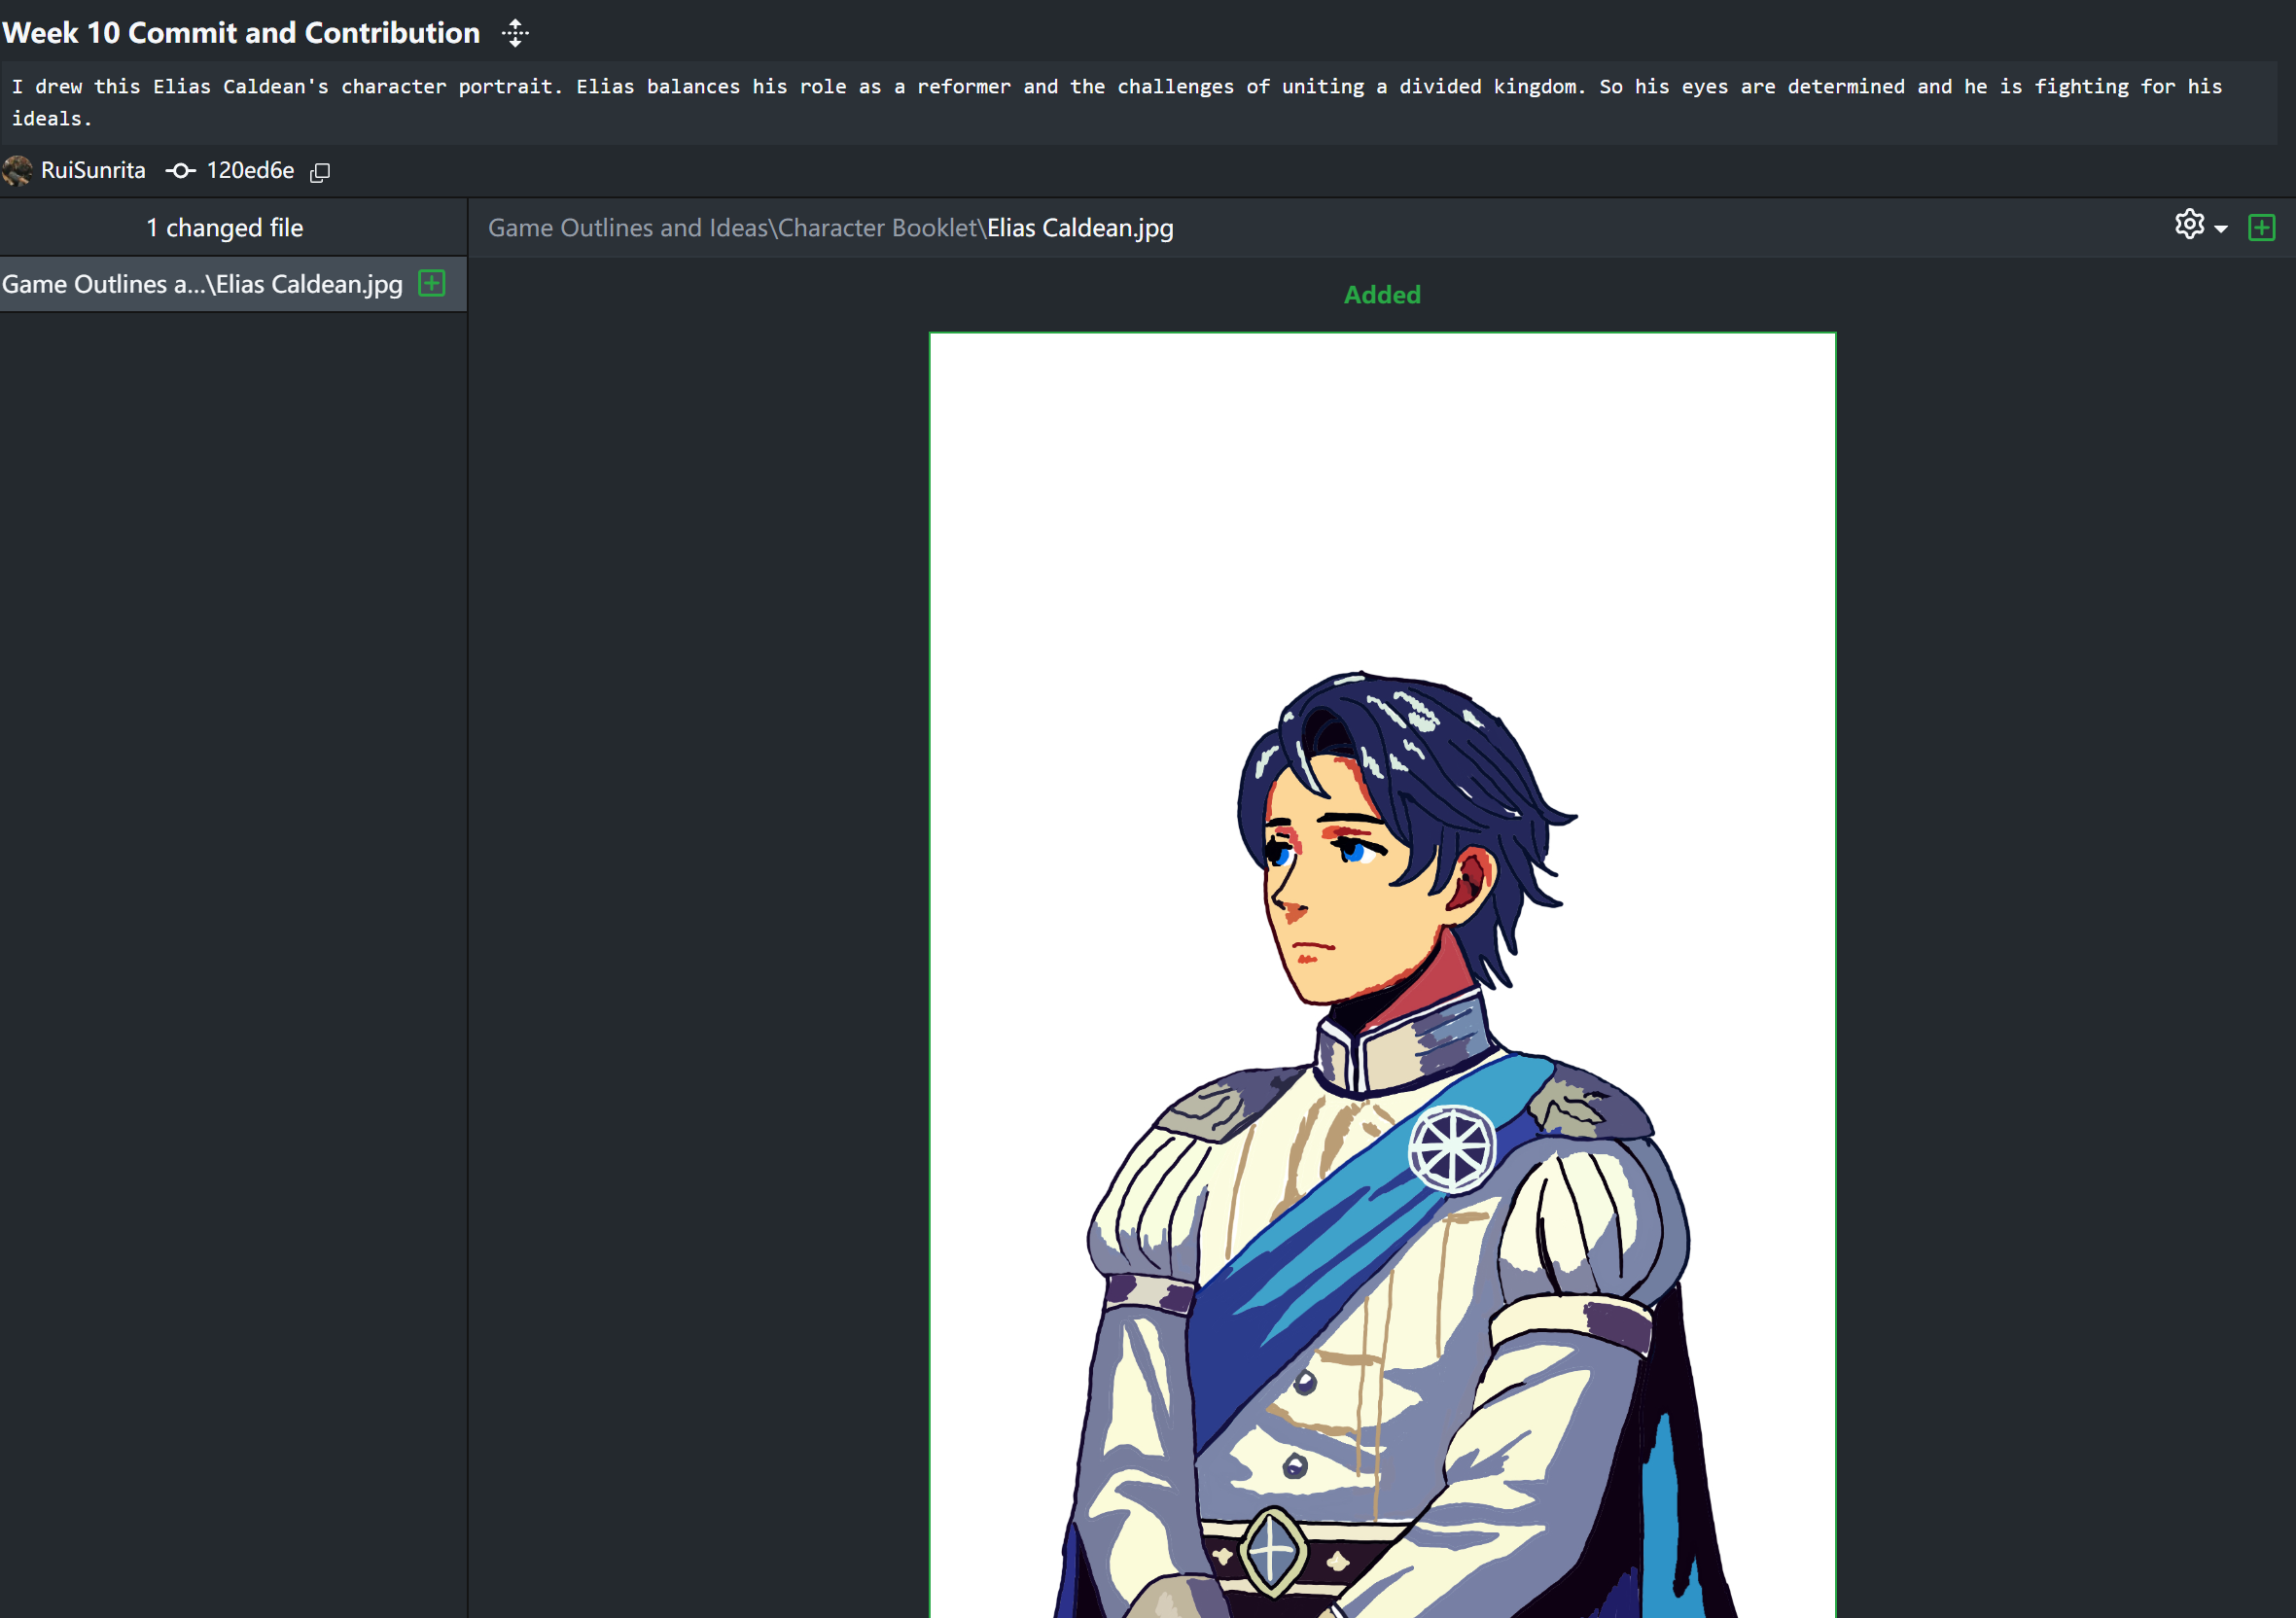 Week 10 Commit and Contribution
I drew this Elias Caldean's character portrait. Elias balances his role as a reformer and the challenges of uniting a divided kingdom. So his eyes are determined and he is fighting for his
ideals.
RuiSunrita 120ed6e
1 changed file
Game Outlines and Ideas\Character Booklet\Elias Caldean.jpg
Game Outlines a...\Elias Caldean.jpg
Added